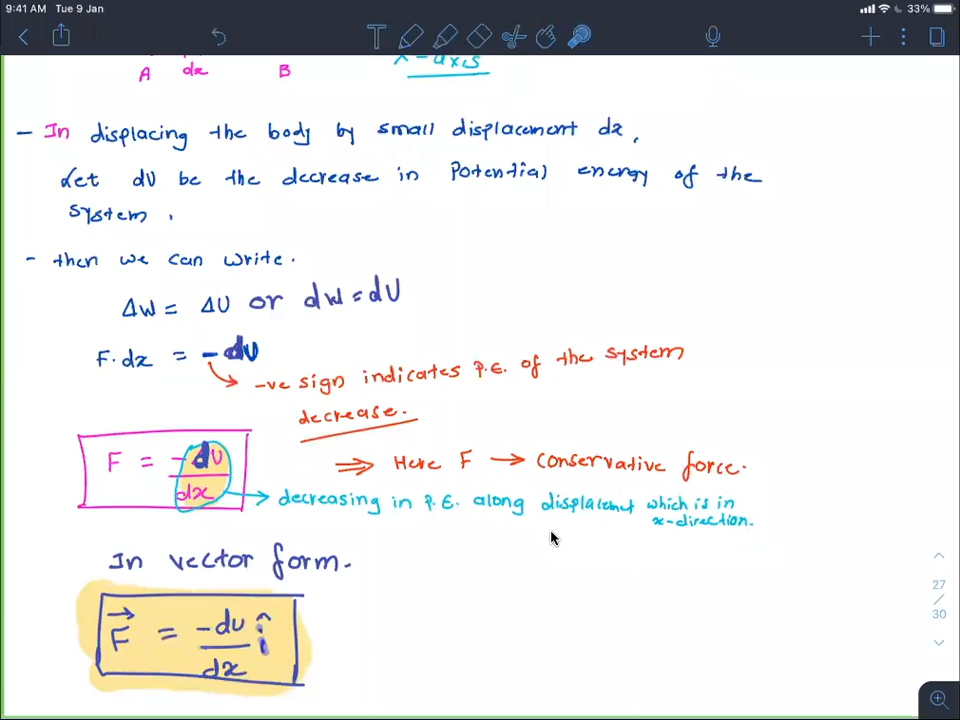 9:41 AM Tue 9 Jan 33%
A dx B x-axis
- In displacing the body by small displacement dx,
Let dU be the decrease in Potential energy of the
system.
- then we can write.
ΔW = ΔU or dW = dU
F·dx = -dU
-ve sign indicates P.E. of the system
decrease.
F = -dU/dx
⇒ Here F → conservative force.
→ decreasing in P.E. along displacement which is in
x-direction.
In vector form.
F⃗ = -du/dx î
27
/
30